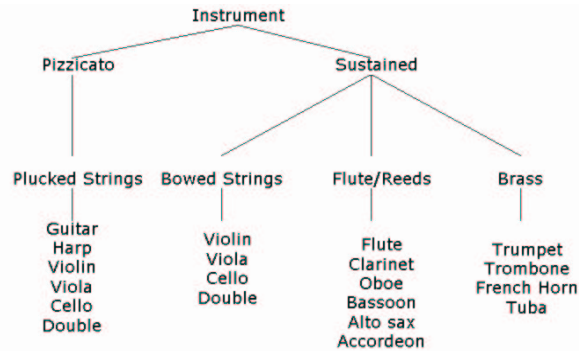 Instrument
Pizzicato
Sustained
Plucked Strings
Bowed Strings
Flute/Reeds
Brass
Guitar
Harp
Violin
Viola
Cello
Double
Violin
Viola
Cello
Double
Flute
Clarinet
Oboe
Bassoon
Alto sax
Accordeon
Trumpet
Trombone
French Horn
Tuba